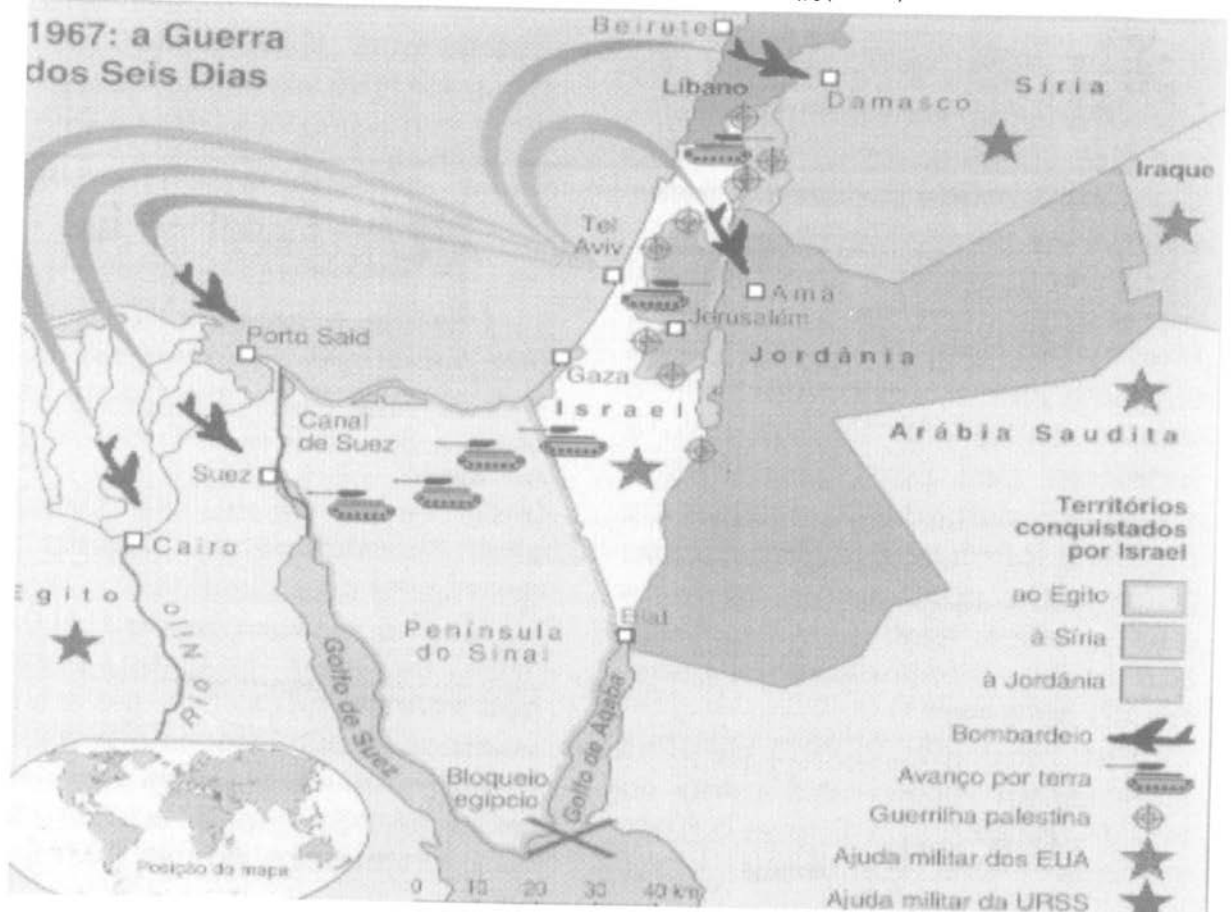 1967: a Guerra
dos Seis Dias
Beirute
Damasco
Síria
Líbano
Iraque
Tel
Aviv
Amã
Jerusalém
Jordânia
Porto Said
Gaza
Israel
Arábia Saudita
Canal
de Suez
Suez
Cairo
Egito
Rio Nilo
Península
do Sinai
Golfo de Suez
Elat
Golfo de Aqaba
Bloqueio
egípcio
Territórios
conquistados
por Israel
ao Egito
à Síria
à Jordânia
Bombardeio
Avanço por terra
Guerrilha palestina
Ajuda militar dos EUA
Ajuda militar da URSS
Posição do mapa
0 10 20 30 40 km